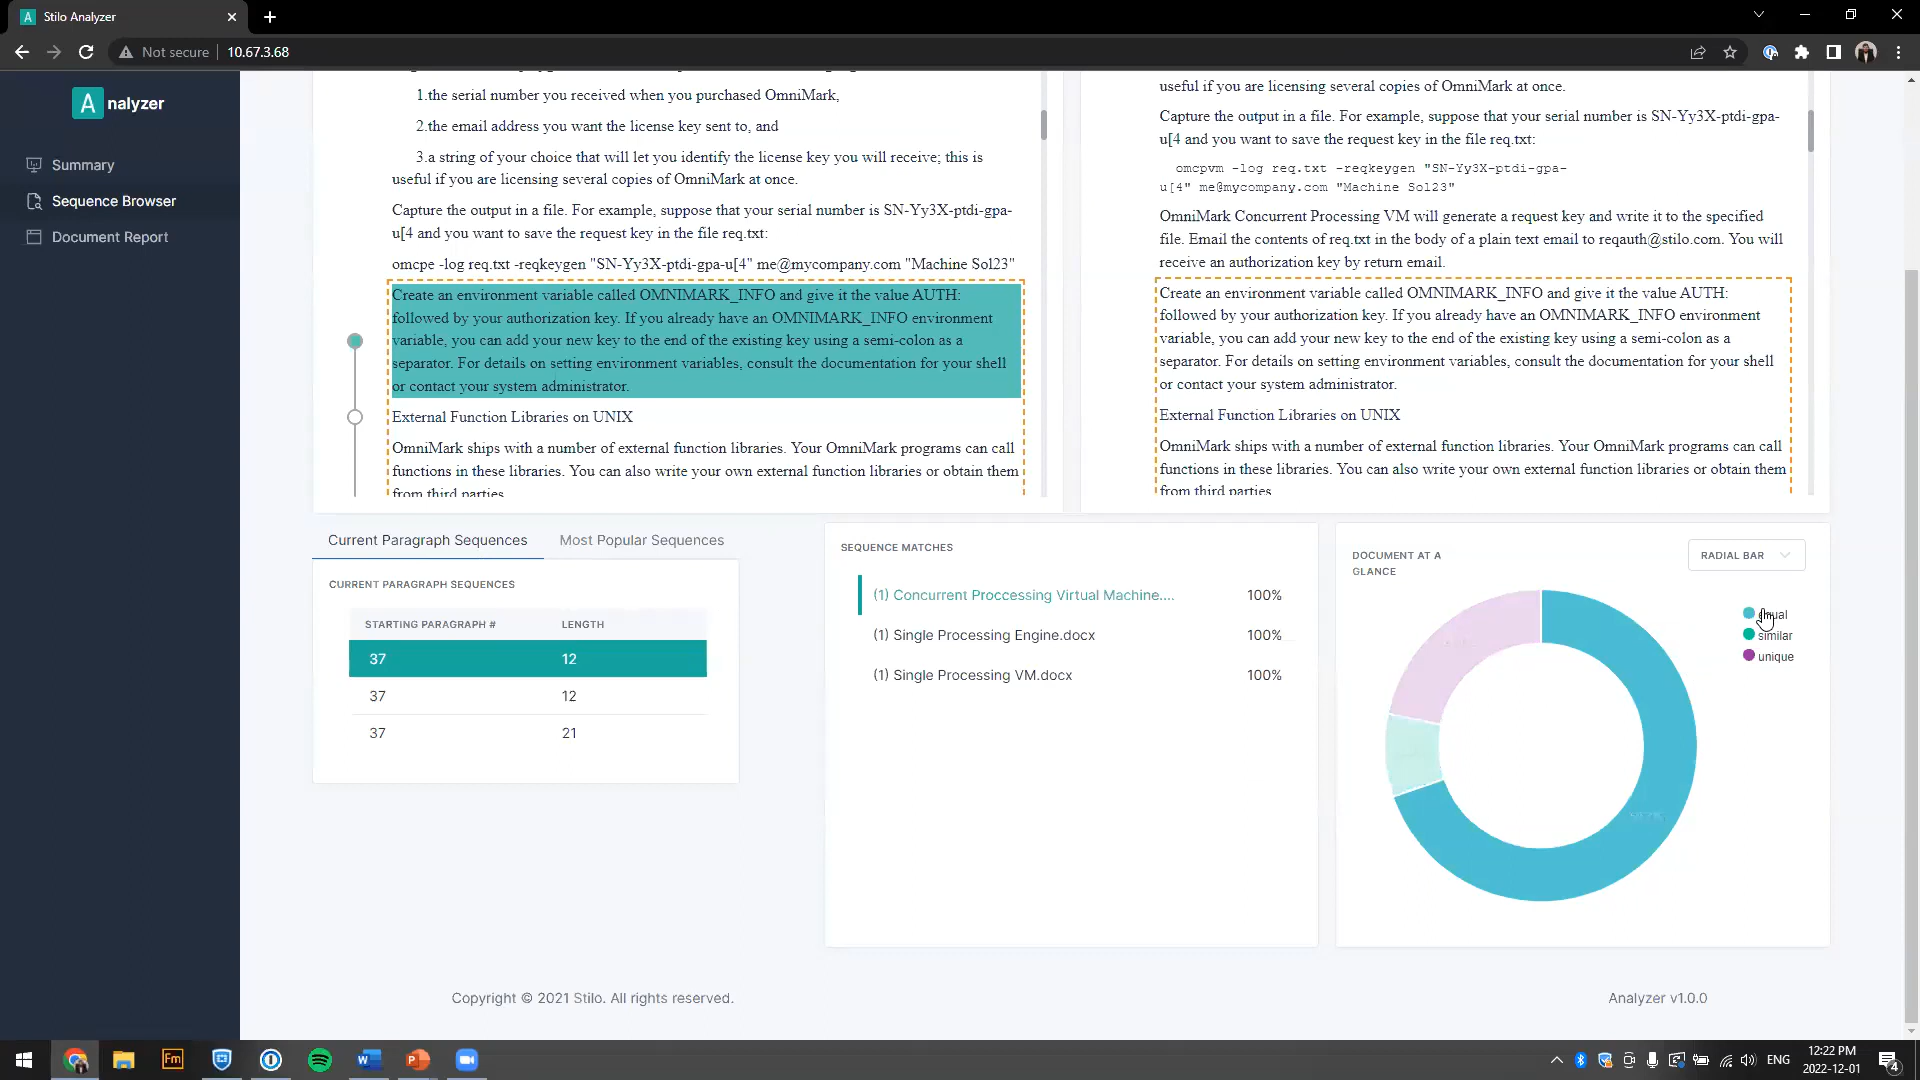 Stilo Analyzer
Not secure
10.67.3.68
A nalyzer
Summary
Sequence Browser
Document Report
1.the serial number you received when you purchased OmniMark,
2.the email address you want the license key sent to, and
3.a string of your choice that will let you identify the license key you will receive; this is
useful if you are licensing several copies of OmniMark at once.
Capture the output in a file. For example, suppose that your serial number is SN-Yy3X-ptdi-gpa-
u[4 and you want to save the request key in the file req.txt:
omcpe -log req.txt -reqkeygen "SN-Yy3X-ptdi-gpa-u[4" me@mycompany.com "Machine Sol23"
Create an environment variable called OMNIMARK_INFO and give it the value AUTH:
followed by your authorization key. If you already have an OMNIMARK_INFO environment
variable, you can add your new key to the end of the existing key using a semi-colon as a
separator. For details on setting environment variables, consult the documentation for your shell
or contact your system administrator.
External Function Libraries on UNIX
OmniMark ships with a number of external function libraries. Your OmniMark programs can call
functions in these libraries. You can also write your own external function libraries or obtain them
from third parties
useful if you are licensing several copies of OmniMark at once.
Capture the output in a file. For example, suppose that your serial number is SN-Yy3X-ptdi-gpa-
u[4 and you want to save the request key in the file req.txt:
omcpvm -log req.txt -reqkeygen "SN-Yy3X-ptdi-gpa-
u[4" me@mycompany.com "Machine Sol23"
OmniMark Concurrent Processing VM will generate a request key and write it to the specified
file. Email the contents of req.txt in the body of a plain text email to reqauth@stilo.com. You will
receive an authorization key by return email.
Create an environment variable called OMNIMARK_INFO and give it the value AUTH:
followed by your authorization key. If you already have an OMNIMARK_INFO environment
variable, you can add your new key to the end of the existing key using a semi-colon as a
separator. For details on setting environment variables, consult the documentation for your shell
or contact your system administrator.
External Function Libraries on UNIX
OmniMark ships with a number of external function libraries. Your OmniMark programs can call
functions in these libraries. You can also write your own external function libraries or obtain them
from third parties
Current Paragraph Sequences
Most Popular Sequences
CURRENT PARAGRAPH SEQUENCES
STARTING PARAGRAPH # LENGTH
37 12
37 12
37 21
SEQUENCE MATCHES
(1) Concurrent Proccessing Virtual Machine.... 100%
(1) Single Processing Engine.docx 100%
(1) Single Processing VM.docx 100%
DOCUMENT AT A
GLANCE
RADIAL BAR
equal
similar
unique
Copyright © 2021 Stilo. All rights reserved.
Analyzer v1.0.0
Fm
ENG
12:22 PM
2022-12-01
4